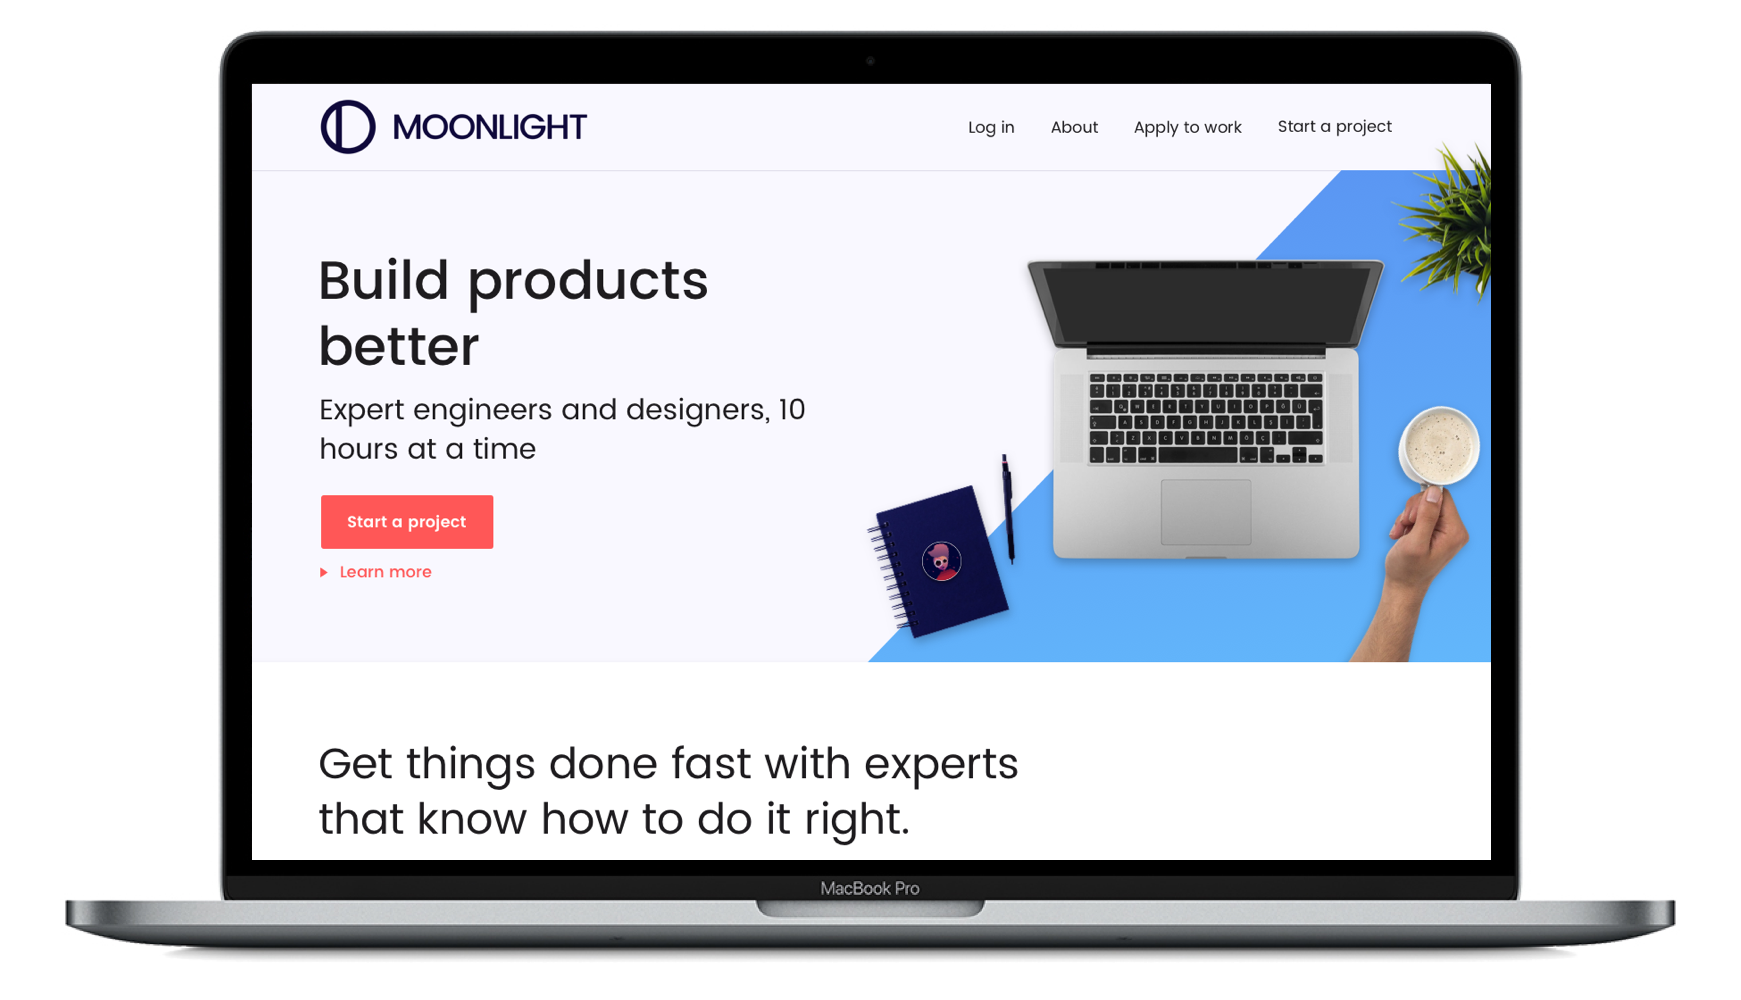 MOONLIGHT
Log in
About
Apply to work
Start a project
Build products
better
Expert engineers and designers, 10
hours at a time
Start a project
Learn more
Get things done fast with experts
that know how to do it right.
MacBook Pro